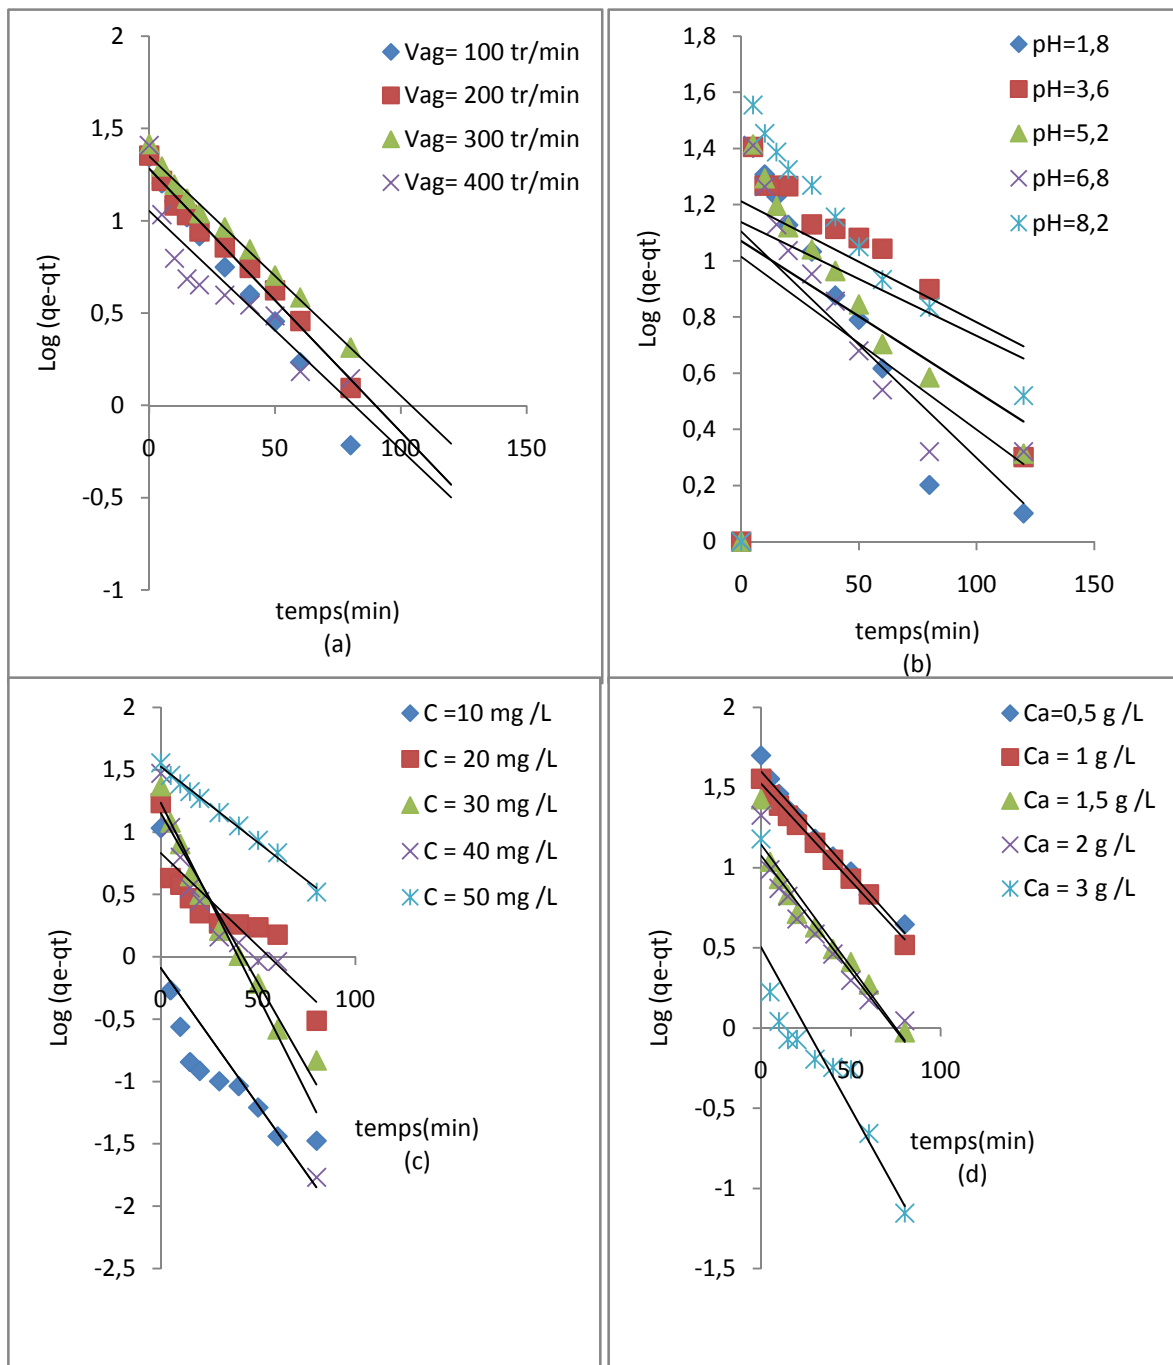 2
1,5
1
0,5
0
-0,5
-1
0
50
100
150
Log (qe-qt)
temps(min)
(a)
Vag= 100 tr/min
Vag= 200 tr/min
Vag= 300 tr/min
Vag= 400 tr/min
1,8
1,6
1,4
1,2
1
0,8
0,6
0,4
0,2
0
0
50
100
150
Log (qe-qt)
temps(min)
(b)
pH=1,8
pH=3,6
pH=5,2
pH=6,8
pH=8,2
2
1,5
1
0,5
0
-0,5
-1
-1,5
-2
-2,5
0
50
100
Log (qe-qt)
temps(min)
(c)
C =10 mg /L
C = 20 mg /L
C = 30 mg /L
C = 40 mg /L
C = 50 mg /L
2
1,5
1
0,5
0
-0,5
-1
-1,5
0
50
100
Log (qe-qt)
temps(min)
(d)
Ca=0,5 g /L
Ca = 1 g /L
Ca = 1,5 g /L
Ca = 2 g /L
Ca = 3 g /L